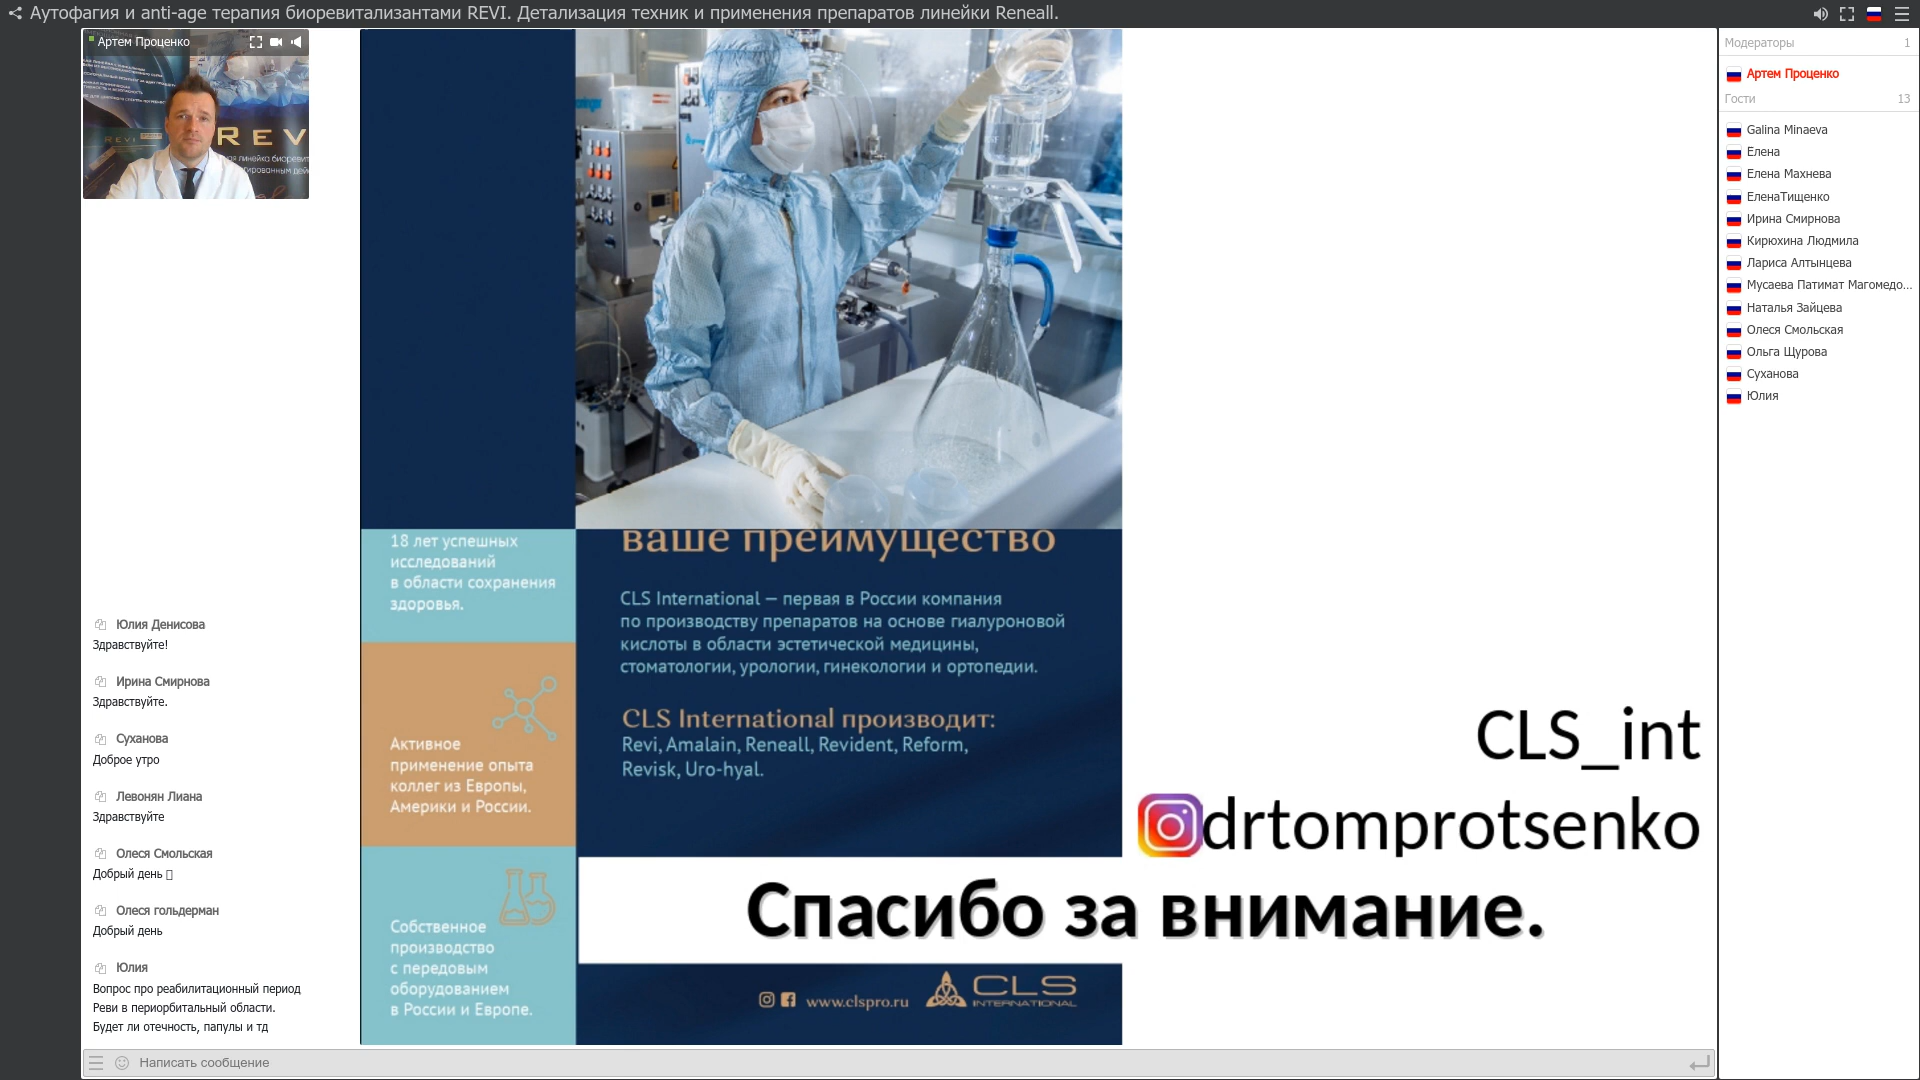 Аутофагия и anti-age терапия биоревитализантами REVI. Детализация техник и применения препаратов линейки Reneall.
Артем Проценко
REVI
REV
Юлия Денисова
Здравствуйте!
Ирина Смирнова
Здравствуйте.
Суханова
Доброе утро
Левонян Лиана
Здравствуйте
Олеся Смольская
Добрый день
Олеся гольдерман
Добрый день
Юлия
Вопрос про реабилитационный период
Реви в периорбитальный области.
Будет ли отечность, папулы и тд
Написать сообщение
18 лет успешных
исследований
в области сохранения
здоровья.
Активное
применение опыта
коллег из Европы,
Америки и России.
Собственное
производство
с передовым
оборудованием
в России и Европе.
ваше преимущество
CLS International — первая в России компания
по производству препаратов на основе гиалуроновой
кислоты в области эстетической медицины,
стоматологии, урологии, гинекологии и ортопедии.
CLS International производит:
Revi, Amalain, Reneall, Revident, Reform,
Revisk, Uro-hyal.
CLS_int
drtomprotsenko
Спасибо за внимание.
www.clspro.ru
CLS
INTERNATIONAL
Модераторы 1
Артем Проценко
Гости 13
Galina Minaeva
Елена
Елена Махнева
ЕленаТищенко
Ирина Смирнова
Кирюхина Людмила
Лариса Алтынцева
Мусаева Патимат Магомедо...
Наталья Зайцева
Олеся Смольская
Ольга Щурова
Суханова
Юлия